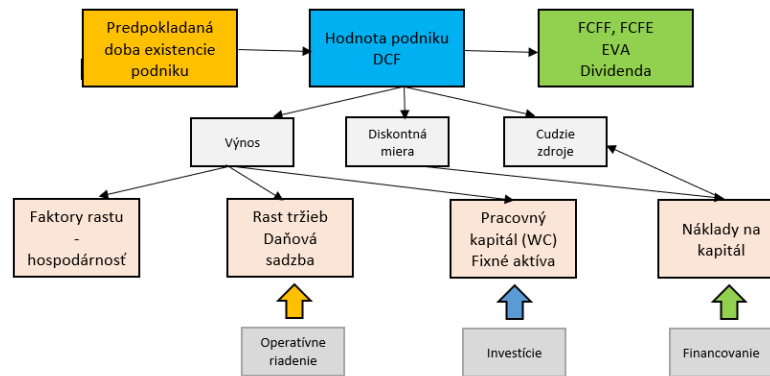 Predpokladaná
doba existencie
podniku
Hodnota podniku
DCF
FCFF, FCFE
EVA
Dividenda
Výnos
Diskontná
miera
Cudzie
zdroje
Faktory rastu
-
hospodárnosť
Rast tržieb
Daňová
sadzba
Pracovný
kapitál (WC)
Fixné aktíva
Náklady na
kapitál
Operatívne
riadenie
Investície
Financovanie